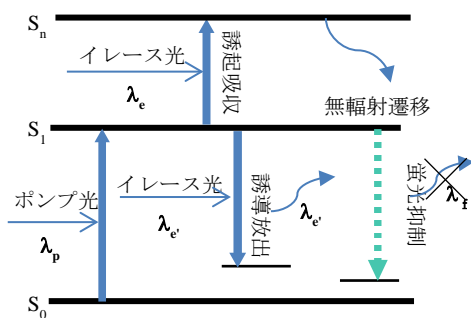 Sn
イレース光
λe
誘起吸収
無輻射遷移
S1
ポンプ光
λp
イレース光
λe'
誘導放出
λe'
蛍光抑制
λf
S0